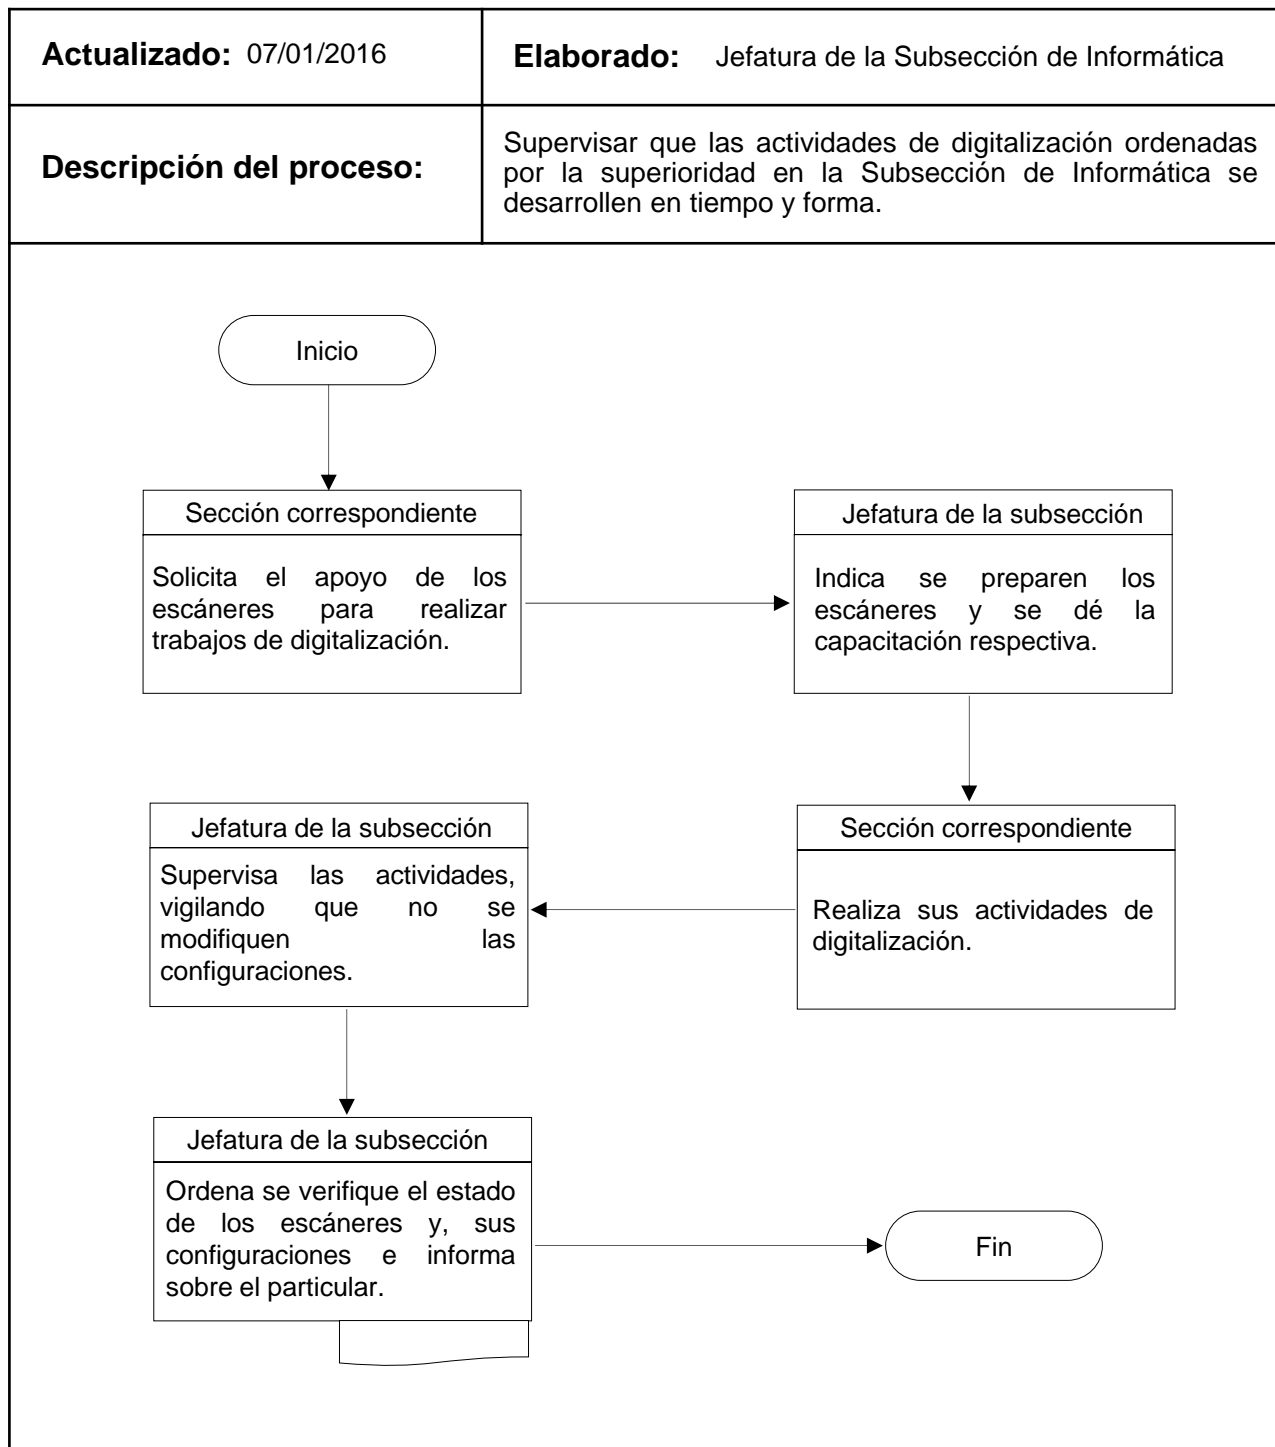 Actualizado: 07/01/2016
Elaborado: Jefatura de la Subsección de Informática
Descripción del proceso:
Supervisar que las actividades de digitalización ordenadas
por la superioridad en la Subsección de Informática se
desarrollen en tiempo y forma.
Inicio
Sección correspondiente
Solicita el apoyo de los
escáneres para realizar
trabajos de digitalización.
Jefatura de la subsección
Indica se preparen los
escáneres y se dé la
capacitación respectiva.
Sección correspondiente
Realiza sus actividades de
digitalización.
Jefatura de la subsección
Supervisa las actividades,
vigilando que no se
modifiquen las
configuraciones.
Jefatura de la subsección
Ordena se verifique el estado
de los escáneres y, sus
configuraciones e informa
sobre el particular.
Fin